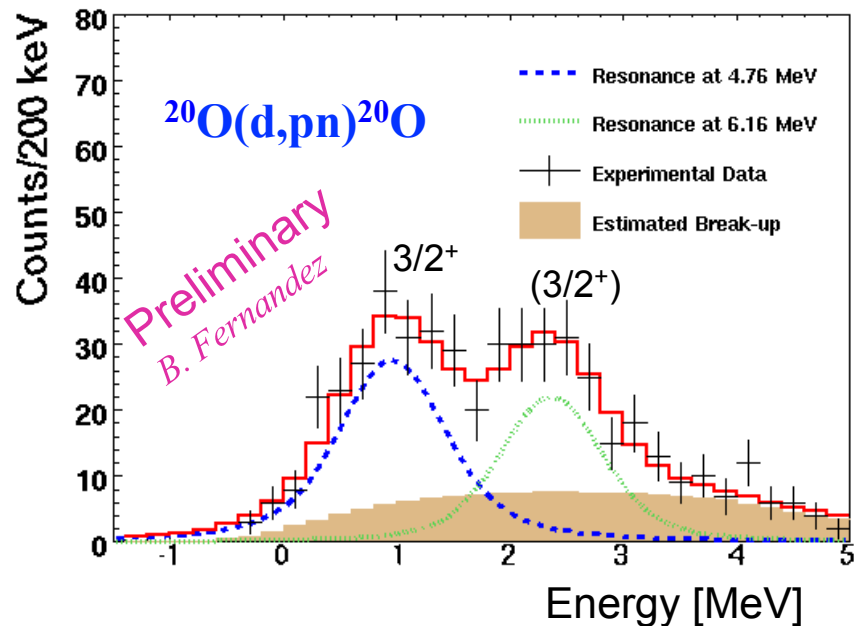 80
70
60
50
40
30
20
10
0
Counts/200 keV
²⁰O(d,pn)²⁰O
Resonance at 4.76 MeV
Resonance at 6.16 MeV
Experimental Data
Estimated Break-up
Preliminary
B. Fernandez
3/2⁺
(3/2⁺)
-1 0 1 2 3 4 5
Energy [MeV]